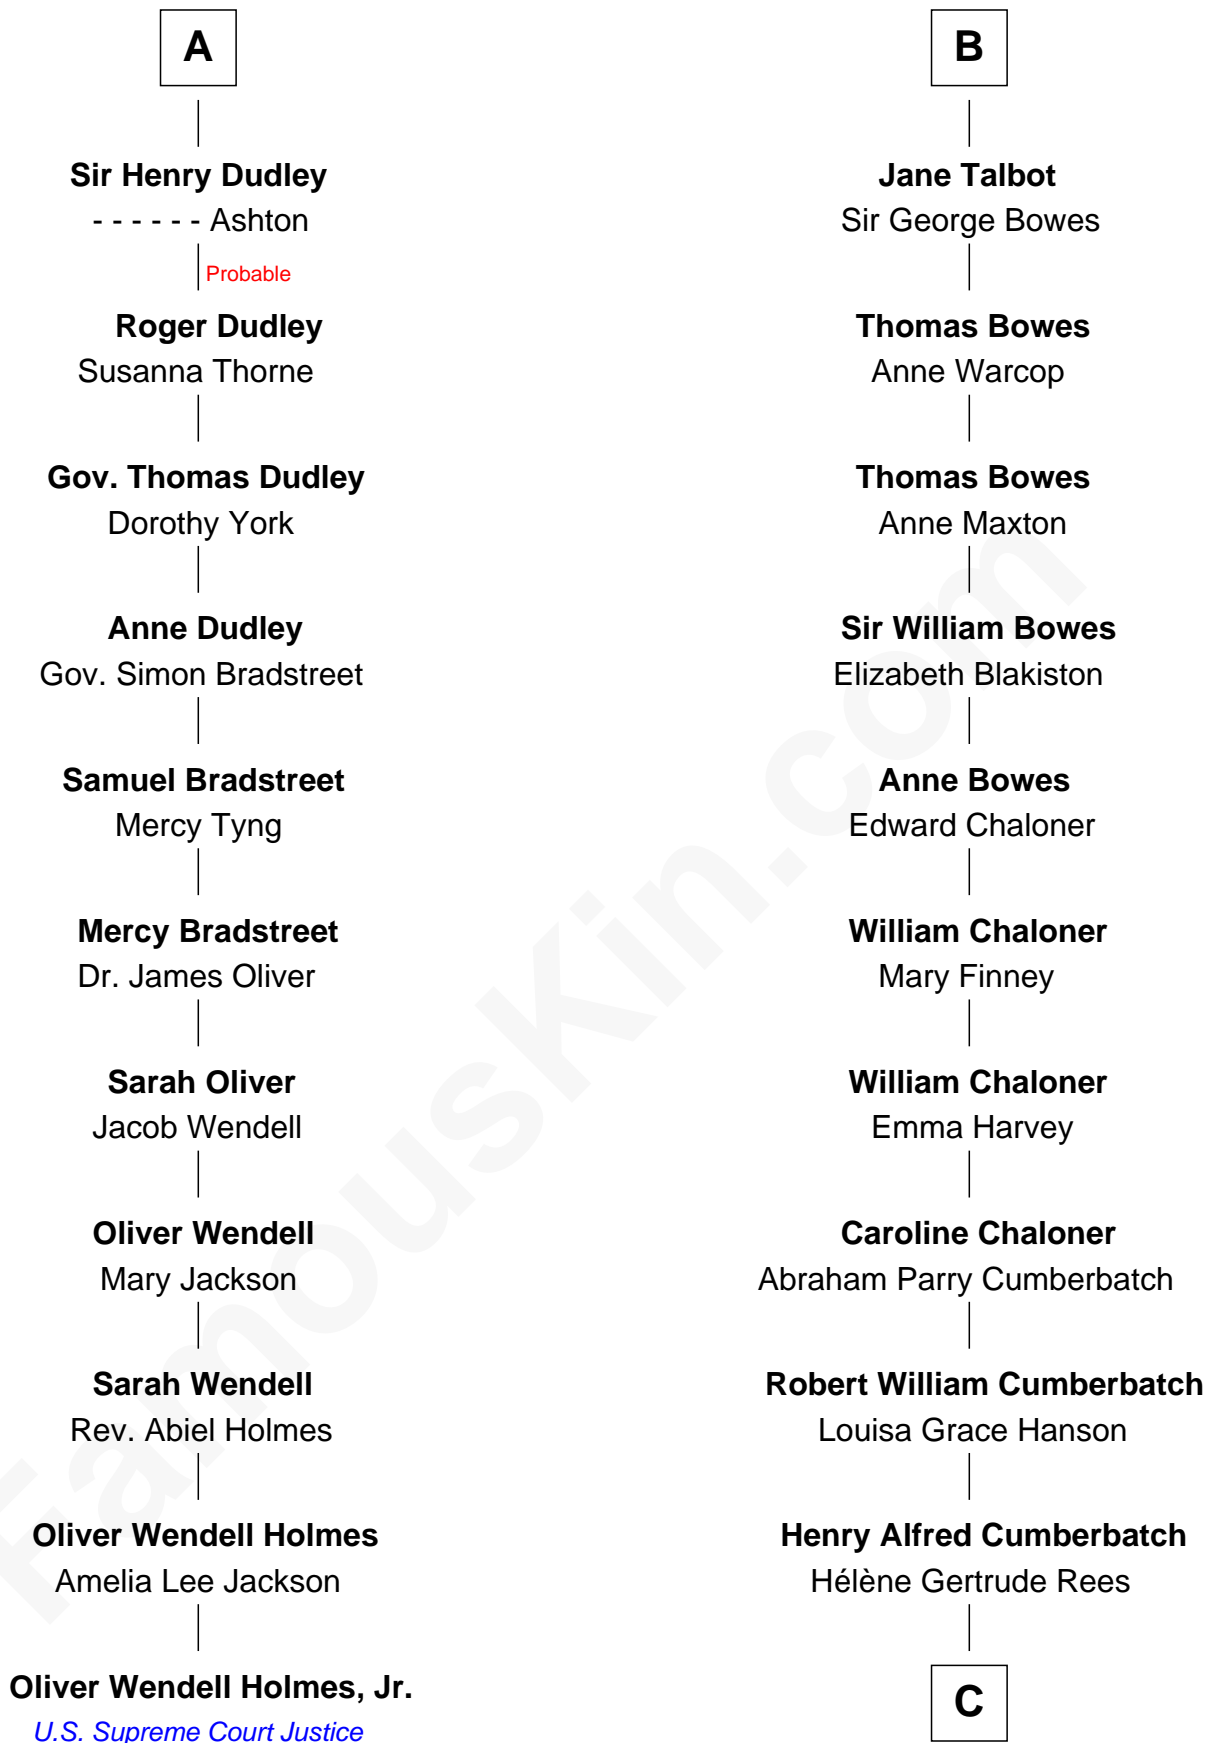 A
Sir Henry Dudley
- - - - - - Ashton
Probable
Roger Dudley
Susanna Thorne
Gov. Thomas Dudley
Dorothy York
Anne Dudley
Gov. Simon Bradstreet
Samuel Bradstreet
Mercy Tyng
Mercy Bradstreet
Dr. James Oliver
Sarah Oliver
Jacob Wendell
Oliver Wendell
Mary Jackson
Sarah Wendell
Rev. Abiel Holmes
Oliver Wendell Holmes
Amelia Lee Jackson
Oliver Wendell Holmes, Jr.
U.S. Supreme Court Justice
B
Jane Talbot
Sir George Bowes
Thomas Bowes
Anne Warcop
Thomas Bowes
Anne Maxton
Sir William Bowes
Elizabeth Blakiston
Anne Bowes
Edward Chaloner
William Chaloner
Mary Finney
William Chaloner
Emma Harvey
Caroline Chaloner
Abraham Parry Cumberbatch
Robert William Cumberbatch
Louisa Grace Hanson
Henry Alfred Cumberbatch
Hélène Gertrude Rees
C
FamousKin.com